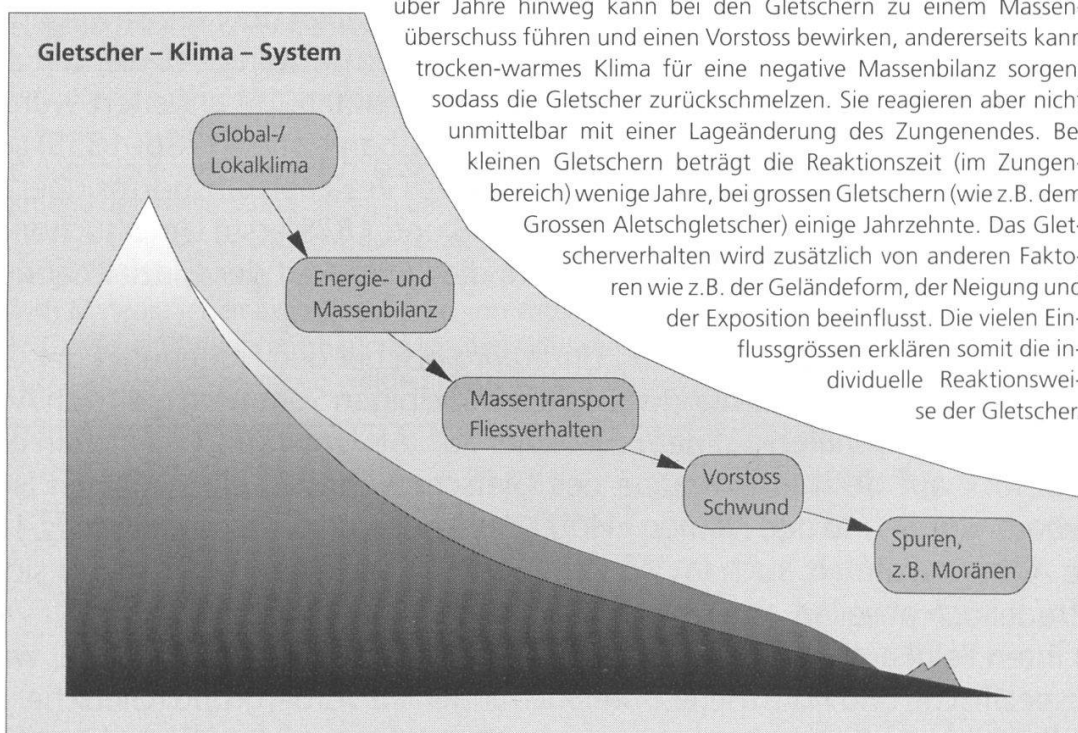 über Jahre hinweg kann bei den Gletschern zu einem Massen-
überschuss führen und einen Vorstoss bewirken, andererseits kann
trocken-warmes Klima für eine negative Massenbilanz sorgen
sodass die Gletscher zurückschmelzen. Sie reagieren aber nich
unmittelbar mit einer Lageänderung des Zungenendes. Be
kleinen Gletschern beträgt die Reaktionszeit (im Zungen-
bereich) wenige Jahre, bei grossen Gletschern (wie z.B. dem
Grossen Aletschgletscher) einige Jahrzehnte. Das Glet-
scherverhalten wird zusätzlich von anderen Fakto-
ren wie z.B. der Geländeform, der Neigung und
der Exposition beeinflusst. Die vielen Ein-
flussgrössen erklären somit die in-
dividuelle Reaktionswei-
se der Gletscher
Gletscher – Klima – System
Global-/
Lokalklima
Energie- und
Massenbilanz
Massentransport
Fliessverhalten
Vorstoss
Schwund
Spuren,
z.B. Moränen